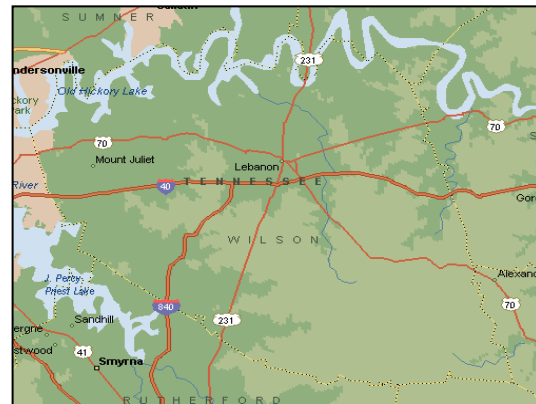 SUMNER
231
ndersonville
Old Hickory Lake
ckory
ark
70
70
Mount Juliet
Lebanon
River
40
TENNESSEE
Gor
WILSON
J. Percy
Priest Lake
Alexanc
840
70
Sandhill
231
ergne
stwood
41
Smyrna
RUTHERFORD